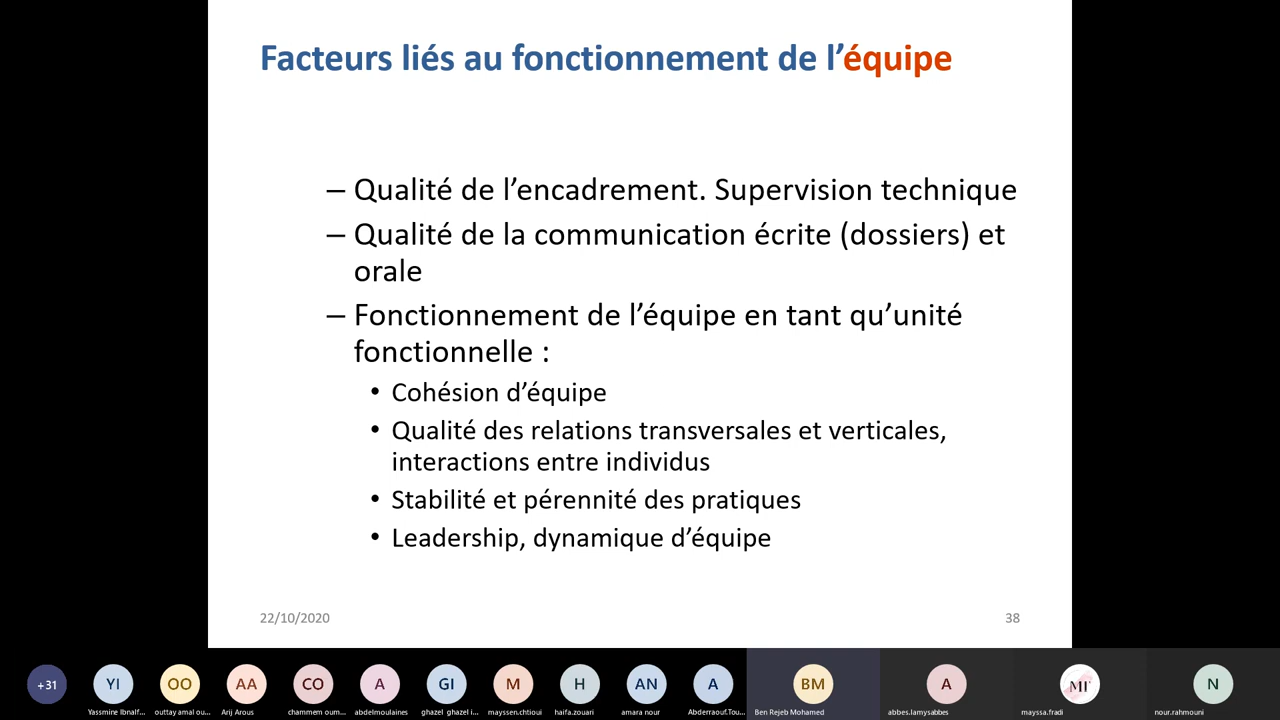 Facteurs liés au fonctionnement de l’équipe
– Qualité de l’encadrement. Supervision technique
– Qualité de la communication écrite (dossiers) et
orale
– Fonctionnement de l’équipe en tant qu’unité
fonctionnelle :
• Cohésion d’équipe
• Qualité des relations transversales et verticales,
interactions entre individus
• Stabilité et pérennité des pratiques
• Leadership, dynamique d’équipe
22/10/2020
38
+31 YI OO AA CO A GI M H AN A BM A MF N
Yassmine Ibnalf... outtay amal ou... Arij Arous chammem oum... abdelmoulaines ghazel ghazel i... mayssen.chtioui haifa.zouari amara nour Abderraouf.Tou... Ben Rejeb Mohamed abbes.lamysabbes mayssa.fradi nour.rahmouni